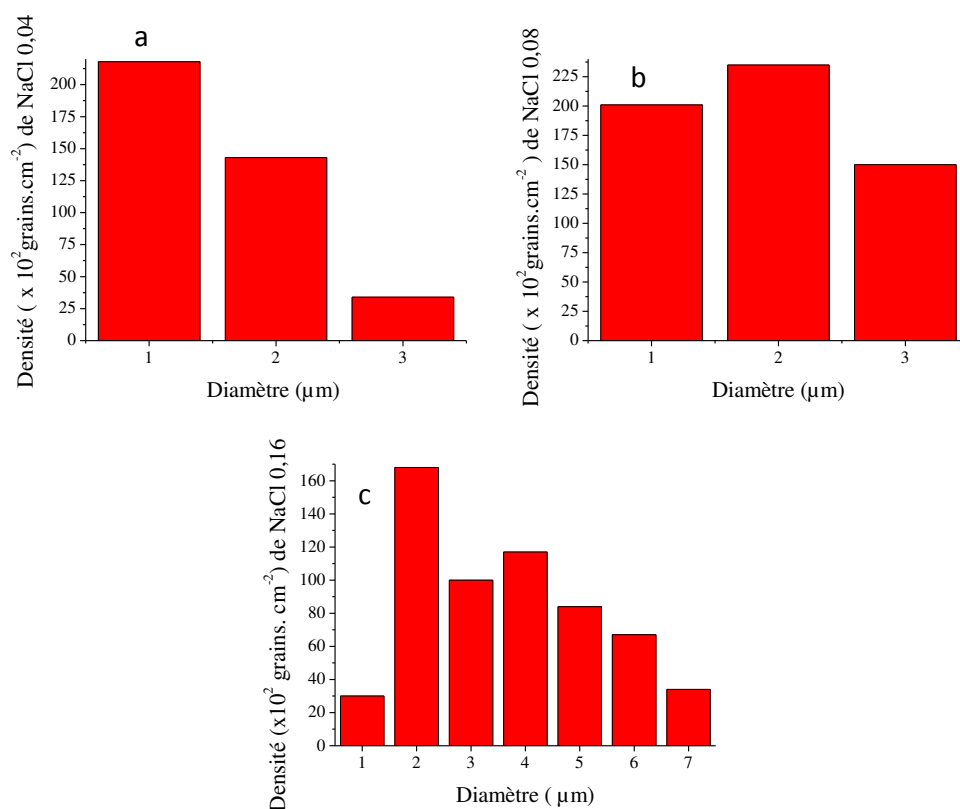 a
Densité ( x 10²grains.cm⁻²) de NaCl 0,04
200
175
150
125
100
75
50
25
0
1 2 3
Diamètre (µm)
b
Densité ( x 10²grains.cm⁻² ) de NaCl 0,08
225
200
175
150
125
100
75
50
25
0
1 2 3
Diamètre (µm)
c
Densité (x10² grains. cm⁻²) de NaCl 0,16
160
140
120
100
80
60
40
20
0
1 2 3 4 5 6 7
Diamètre ( µm)